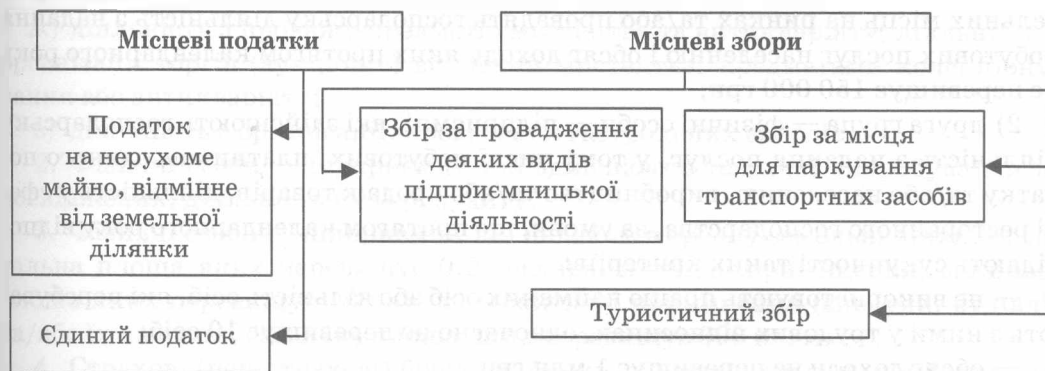 Місцеві податки
Місцеві збори
Податок
на нерухоме
майно, відмінне
від земельної
ділянки
Збір за провадження
деяких видів
підприємницької
діяльності
Збір за місця
для паркування
транспортних засобів
Єдиний податок
Туристичний збір